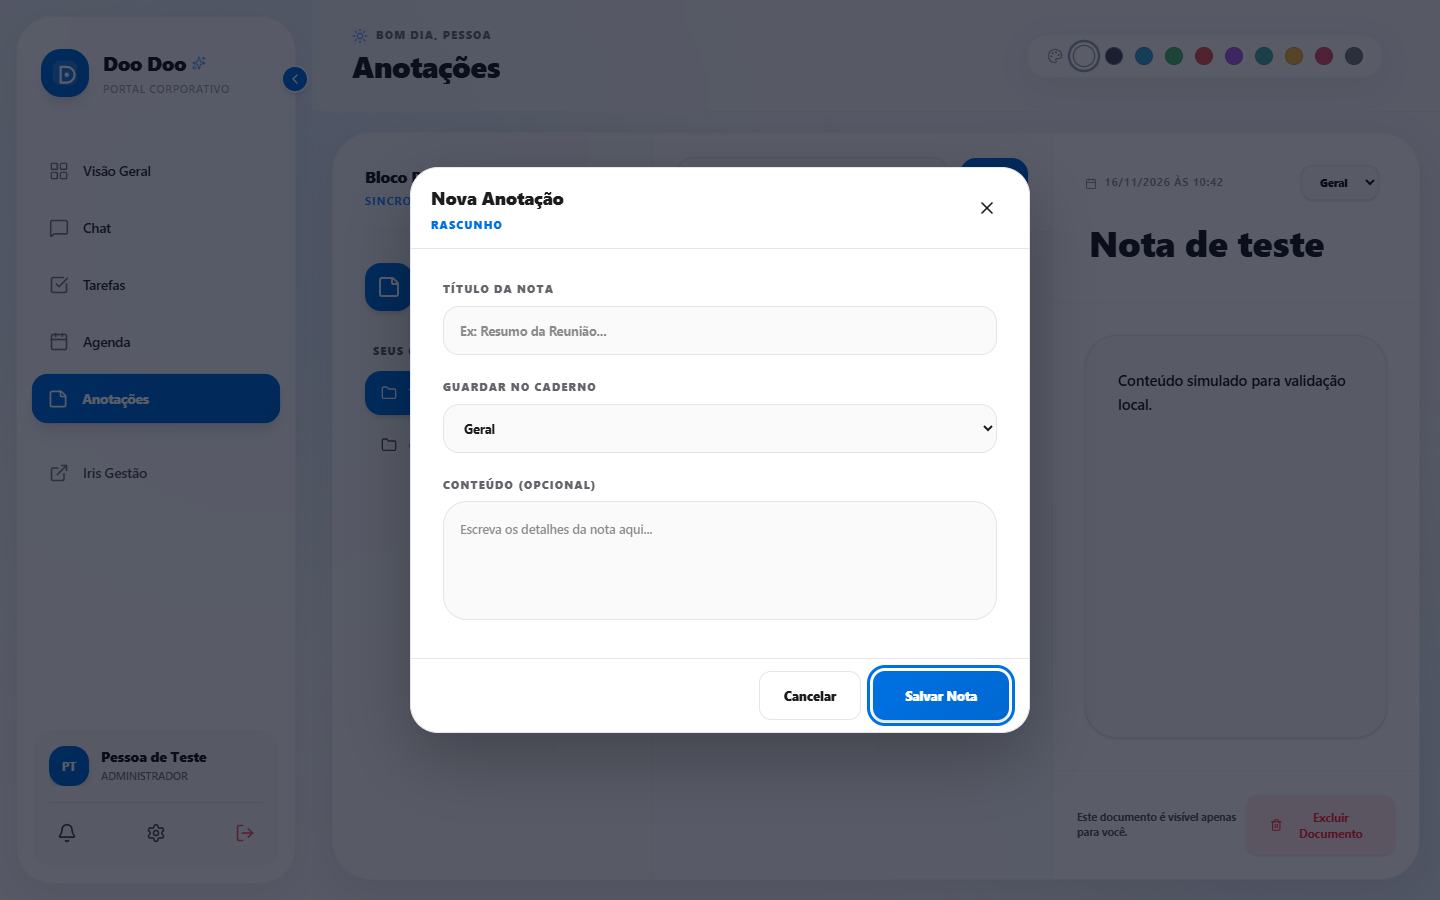 Doo Doo
PORTAL CORPORATIVO
Visão Geral
Chat
Tarefas
Agenda
Anotações
Iris Gestão
PT
Pessoa de Teste
ADMINISTRADOR
BOM DIA, PESSOA
Anotações
Bloco
SINCRO
SEUS
Nova Anotação
RASCUNHO
TÍTULO DA NOTA
Ex: Resumo da Reunião...
GUARDAR NO CADERNO
Geral
CONTEÚDO (OPCIONAL)
Escreva os detalhes da nota aqui...
Cancelar
Salvar Nota
16/11/2026 ÀS 10:42
Geral
Nota de teste
Conteúdo simulado para validação
local.
Este documento é visível apenas
para você.
Excluir
Documento